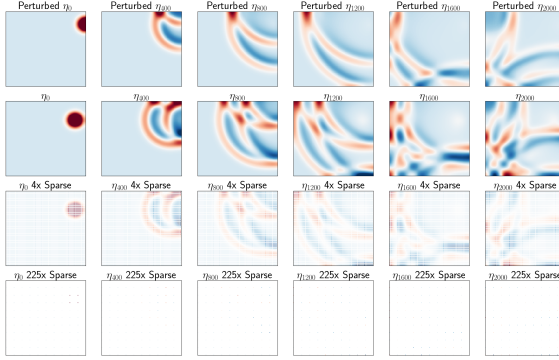 Perturbed η₀ Perturbed η₄₀₀ Perturbed η₈₀₀ Perturbed η₁₂₀₀ Perturbed η₁₆₀₀ Perturbed η₂₀₀₀
η₀ η₄₀₀ η₈₀₀ η₁₂₀₀ η₁₆₀₀ η₂₀₀₀
η₀ 4x Sparse η₄₀₀ 4x Sparse η₈₀₀ 4x Sparse η₁₂₀₀ 4x Sparse η₁₆₀₀ 4x Sparse η₂₀₀₀ 4x Sparse
η₀ 225x Sparse η₄₀₀ 225x Sparse η₈₀₀ 225x Sparse η₁₂₀₀ 225x Sparse η₁₆₀₀ 225x Sparse η₂₀₀₀ 225x Sparse